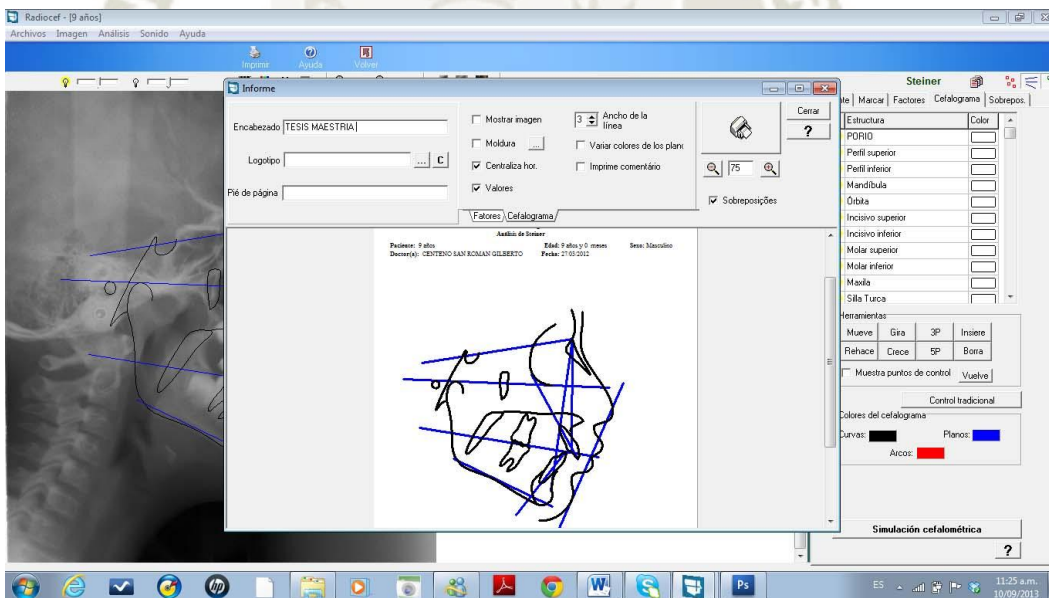 Radiocef - [9 años]
Archivos Imagen Análisis Sonido Ayuda
Imprimir Ayuda Volver
Steiner
Informe
Marcar Factores Cefalograma Sobrepos.
Encabezado TESIS MAESTRIA
Mostrar imagen
3 Ancho de la línea
Cerrar
?
Logotipo ... C
Moldura ...
Variar colores de los plano
Centraliza hor.
Imprime comentário
75
Pié de página
Valores
Sobreposições
Fatores Cefalograma
Análisis de Steiner
Paciente: 9 años Edad: 9 años y 0 meses Sexo: Masculino
Doctor(a): CENTENO SAN ROMAN GILBERTO Fecha: 27/03/2012
Estructura Color
PORIO
Perfil superior
Perfil inferior
Mandíbula
Órbita
Incisivo superior
Incisivo inferior
Molar superior
Molar inferior
Maxila
Silla Turca
Herramientas
Mueve Gira 3P Insiere
Rehace Crece 5P Borra
Muestra puntos de control Vuelve
Control tradicional
Colores del cefalograma
Curvas: Planos:
Arcos:
Simulación cefalométrica
?
hp W S Ps
ES 11:25 a.m.
10/09/2013